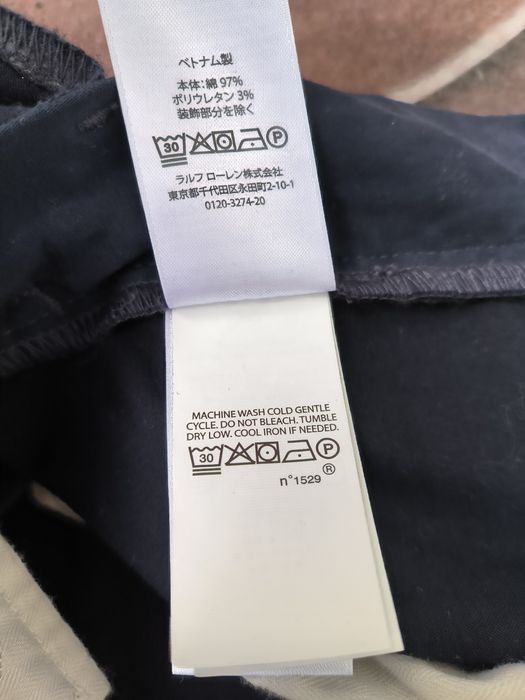 ベトナム製
本体：綿 97%
ポリウレタン 3%
装飾部分を除く
30 P
ラルフ ローレン株式会社
東京都千代田区永田町2-10-1
0120-3274-20
MACHINE WASH COLD GENTLE
CYCLE. DO NOT BLEACH. TUMBLE
DRY LOW. COOL IRON IF NEEDED.
30 P
®
n°1529